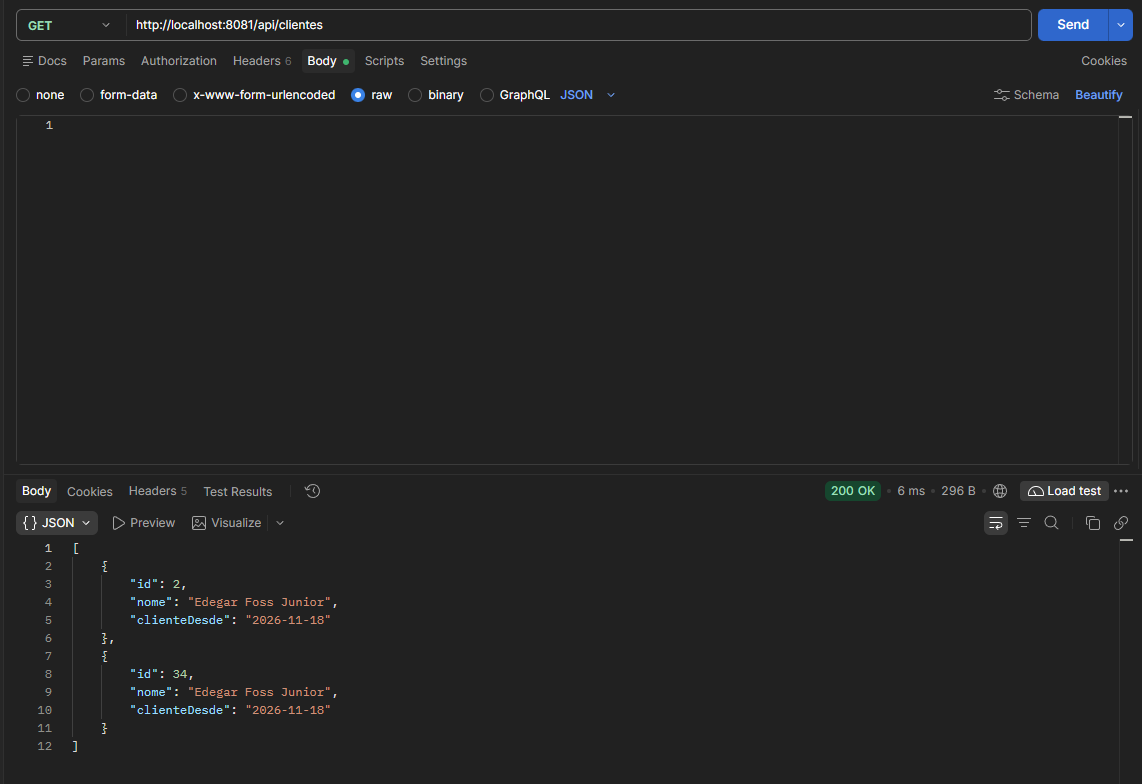 GET http://localhost:8081/api/clientes Send
Docs Params Authorization Headers 6 Body Scripts Settings Cookies
none form-data x-www-form-urlencoded raw binary GraphQL JSON Schema Beautify
1
Body Cookies Headers 5 Test Results 200 OK 6 ms 296 B Load test
{} JSON Preview Visualize
1 [
2 {
3 "id": 2,
4 "nome": "Edegar Foss Junior",
5 "clienteDesde": "2026-11-18"
6 },
7 {
8 "id": 34,
9 "nome": "Edegar Foss Junior",
10 "clienteDesde": "2026-11-18"
11 }
12 ]